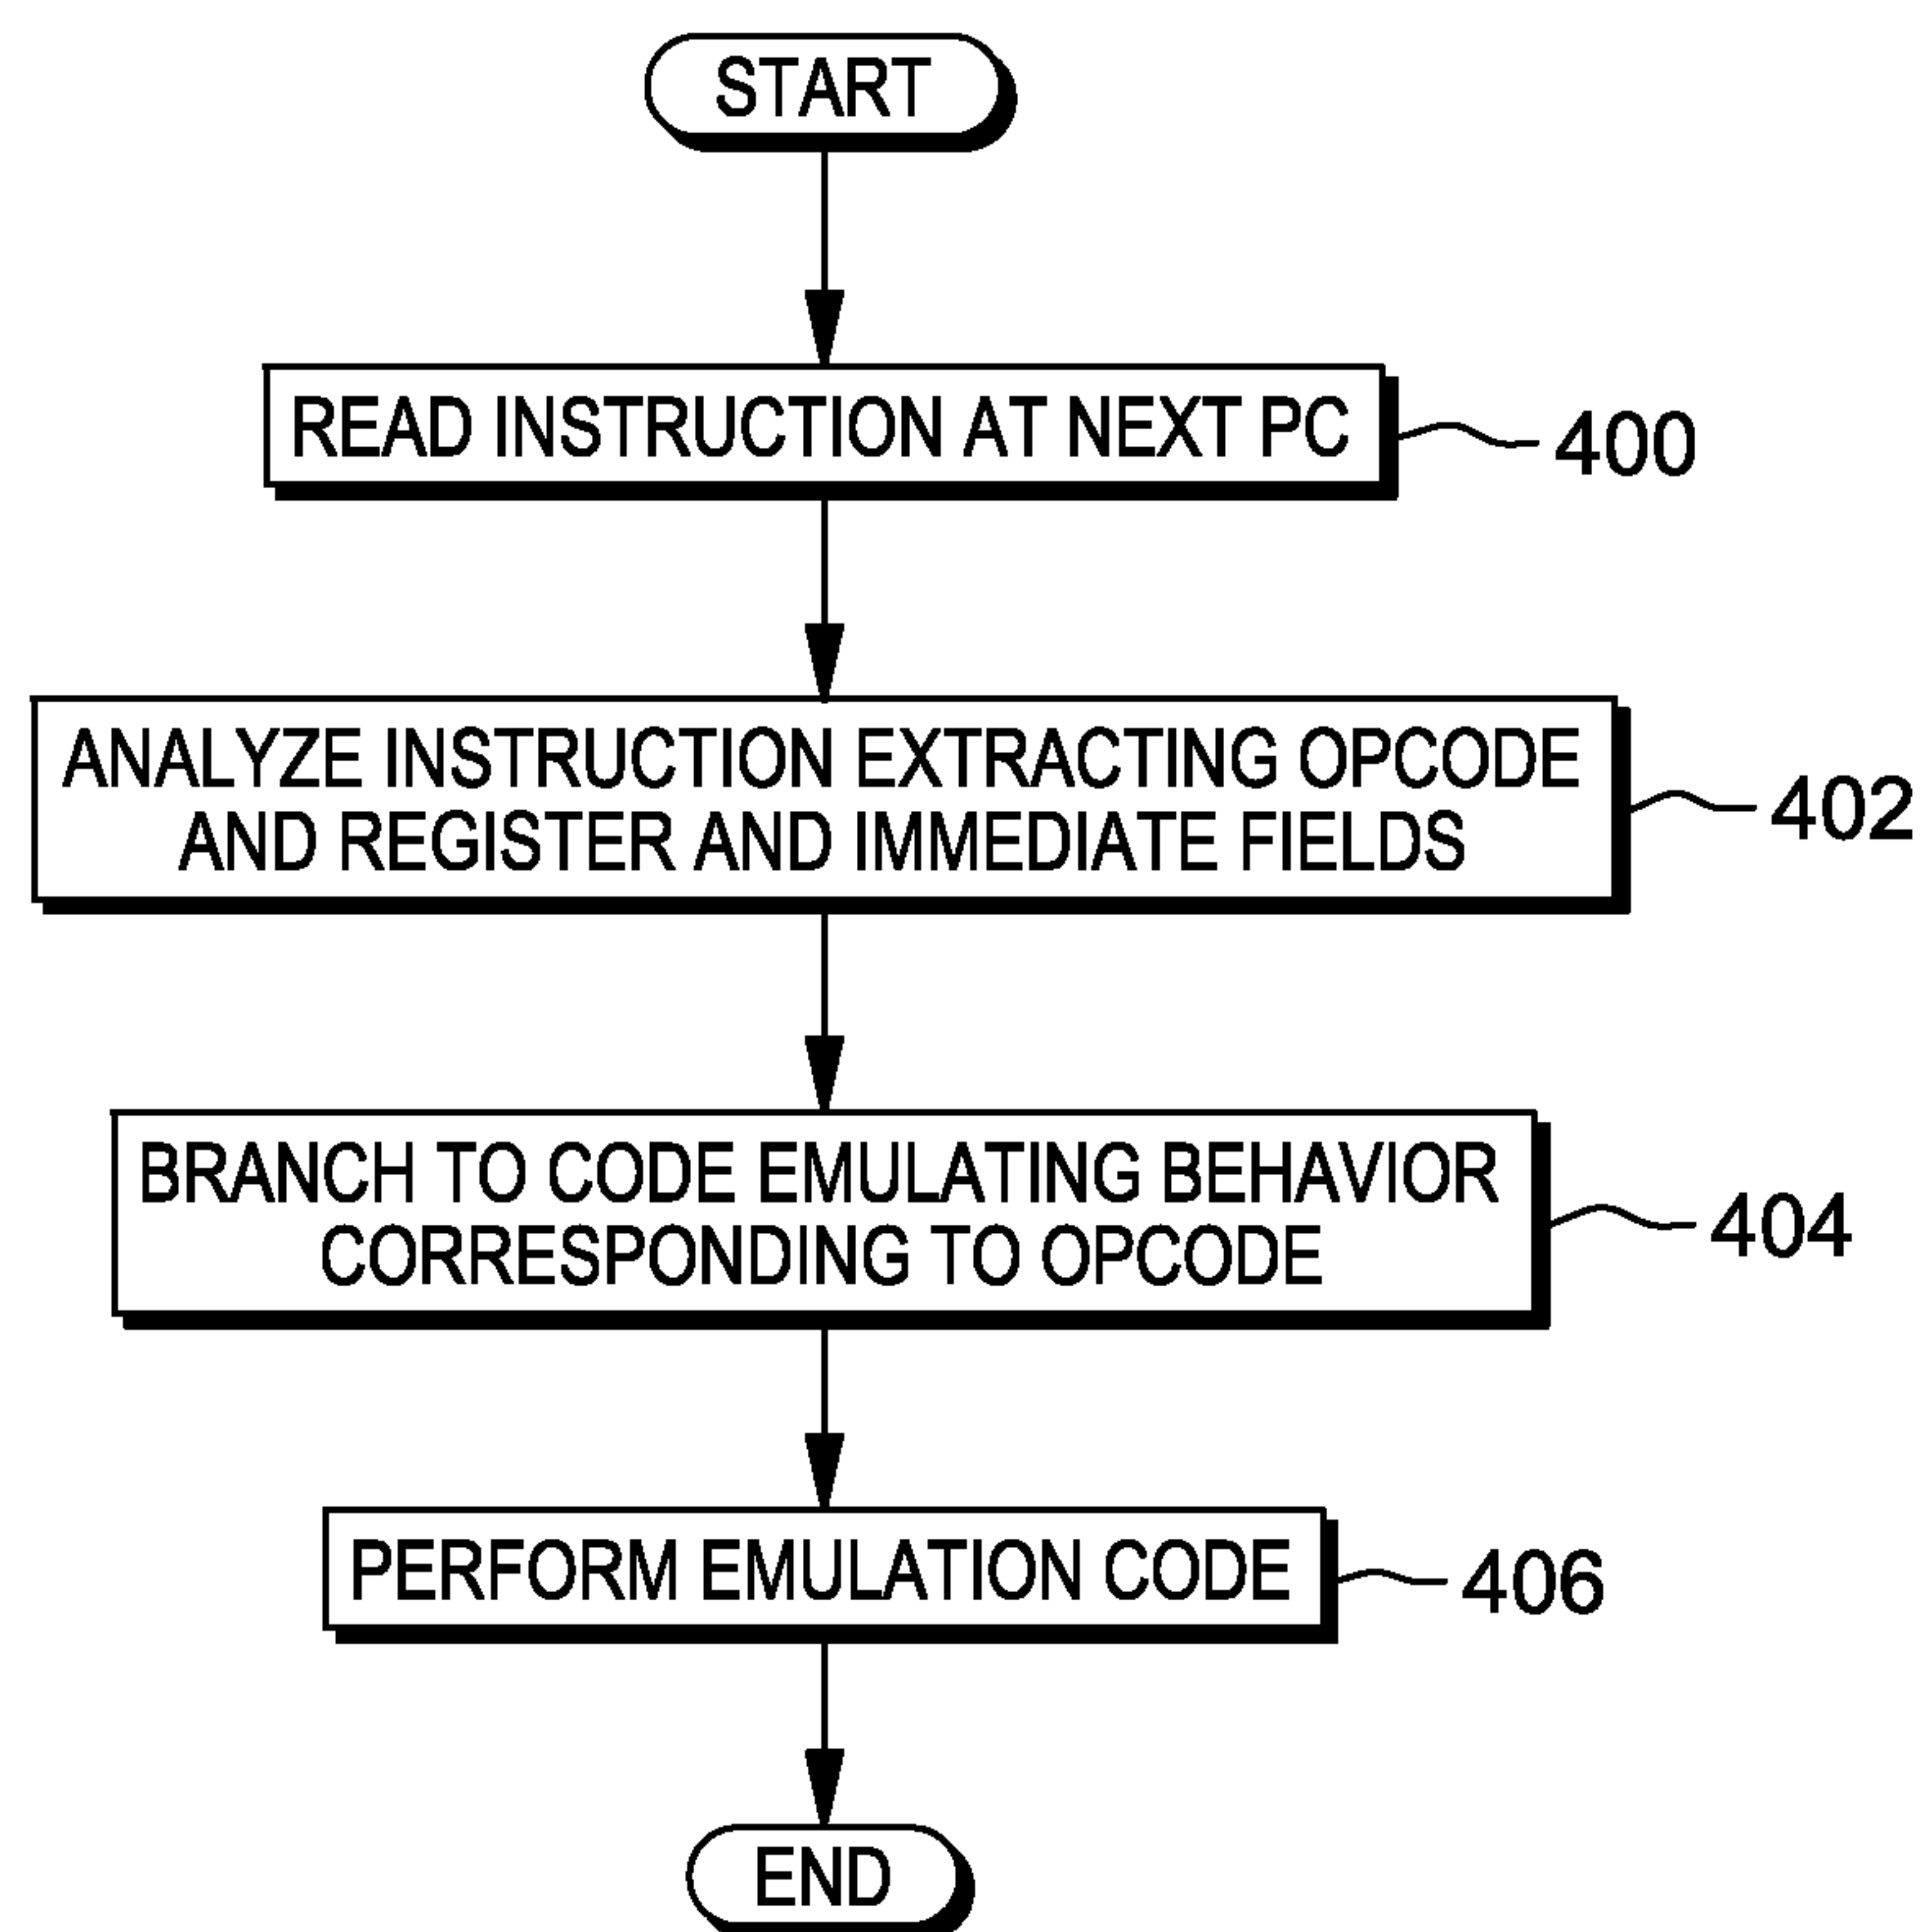 START
READ INSTRUCTION AT NEXT PC
400
ANALYZE INSTRUCTION EXTRACTING OPCODE
AND REGISTER AND IMMEDIATE FIELDS
402
BRANCH TO CODE EMULATING BEHAVIOR
CORRESPONDING TO OPCODE
404
PERFORM EMULATION CODE
406
END